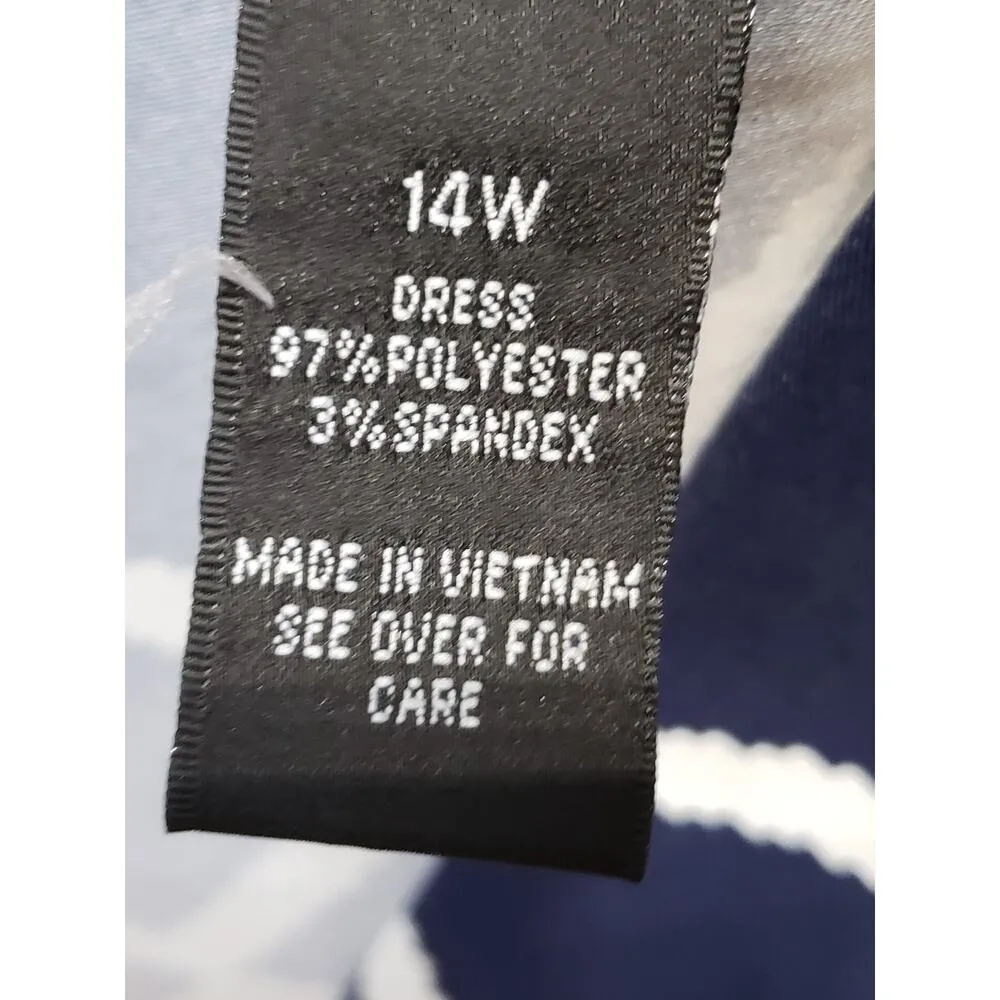 14W
DRESS
97%POLYESTER
3%SPANDEX
MADE IN VIETNAM
SEE OVER FOR
CARE